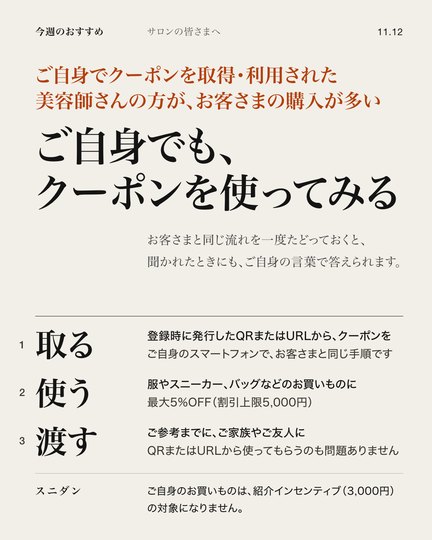 今週のおすすめ
サロンの皆さまへ
11.12
ご自身でクーポンを取得・利用された
美容師さんの方が、お客さまの購入が多い
ご自身でも、
クーポンを使ってみる
お客さまと同じ流れを一度たどっておくと、
聞かれたときにも、ご自身の言葉で答えられます。
1 取る
登録時に発行したQRまたはURLから、クーポンを
ご自身のスマートフォンで、お客さまと同じ手順です
2 使う
服やスニーカー、バッグなどのお買いものに
最大5%OFF（割引上限5,000円）
3 渡す
ご参考までに、ご家族やご友人に
QRまたはURLから使ってもらうのも問題ありません
スニダン
ご自身のお買いものは、紹介インセンティブ（3,000円）
の対象になりません。